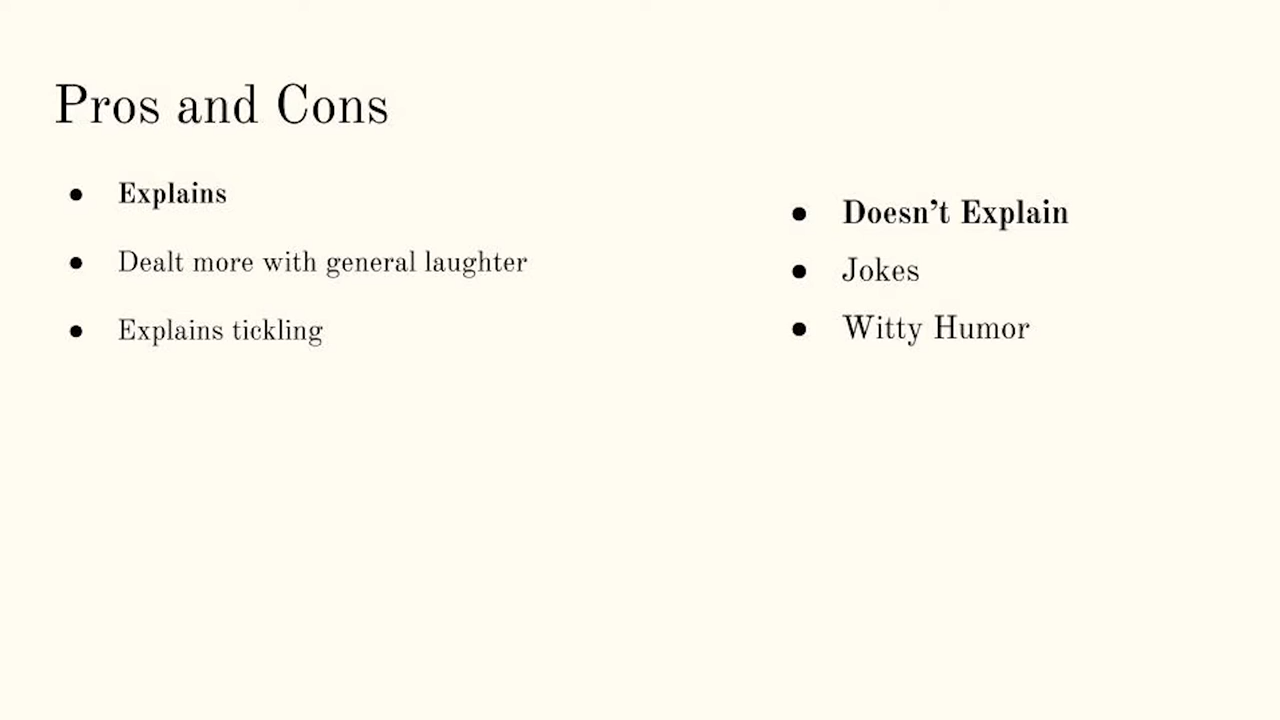 Pros and Cons
● Explains
● Dealt more with general laughter
● Explains tickling
● Doesn’t Explain
● Jokes
● Witty Humor